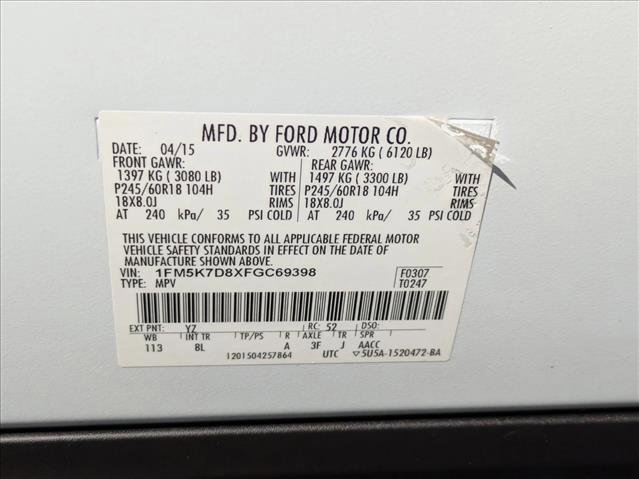 MFD. BY FORD MOTOR CO.
DATE: 04/15 GVWR: 2776 KG ( 6120 LB)
FRONT GAWR: REAR GAWR:
1397 KG ( 3080 LB) WITH 1497 KG ( 3300 LB) WITH
P245/60R18 104H TIRES P245/60R18 104H TIRES
18X8.0J RIMS 18X8.0J RIMS
AT 240 kPa/ 35 PSI COLD AT 240 kPa/ 35 PSI COLD
THIS VEHICLE CONFORMS TO ALL APPLICABLE FEDERAL MOTOR
VEHICLE SAFETY STANDARDS IN EFFECT ON THE DATE OF
MANUFACTURE SHOWN ABOVE.
VIN: 1FM5K7D8XFGC69398 F0307
TYPE: MPV T0247
EXT PNT: YZ RC: 52 DSO:
WB INT TR TP/PS R AXLE TR SPR
113 BL A 3F J AACC
1201504257864 UTC ▽5U5A-1520472-BA